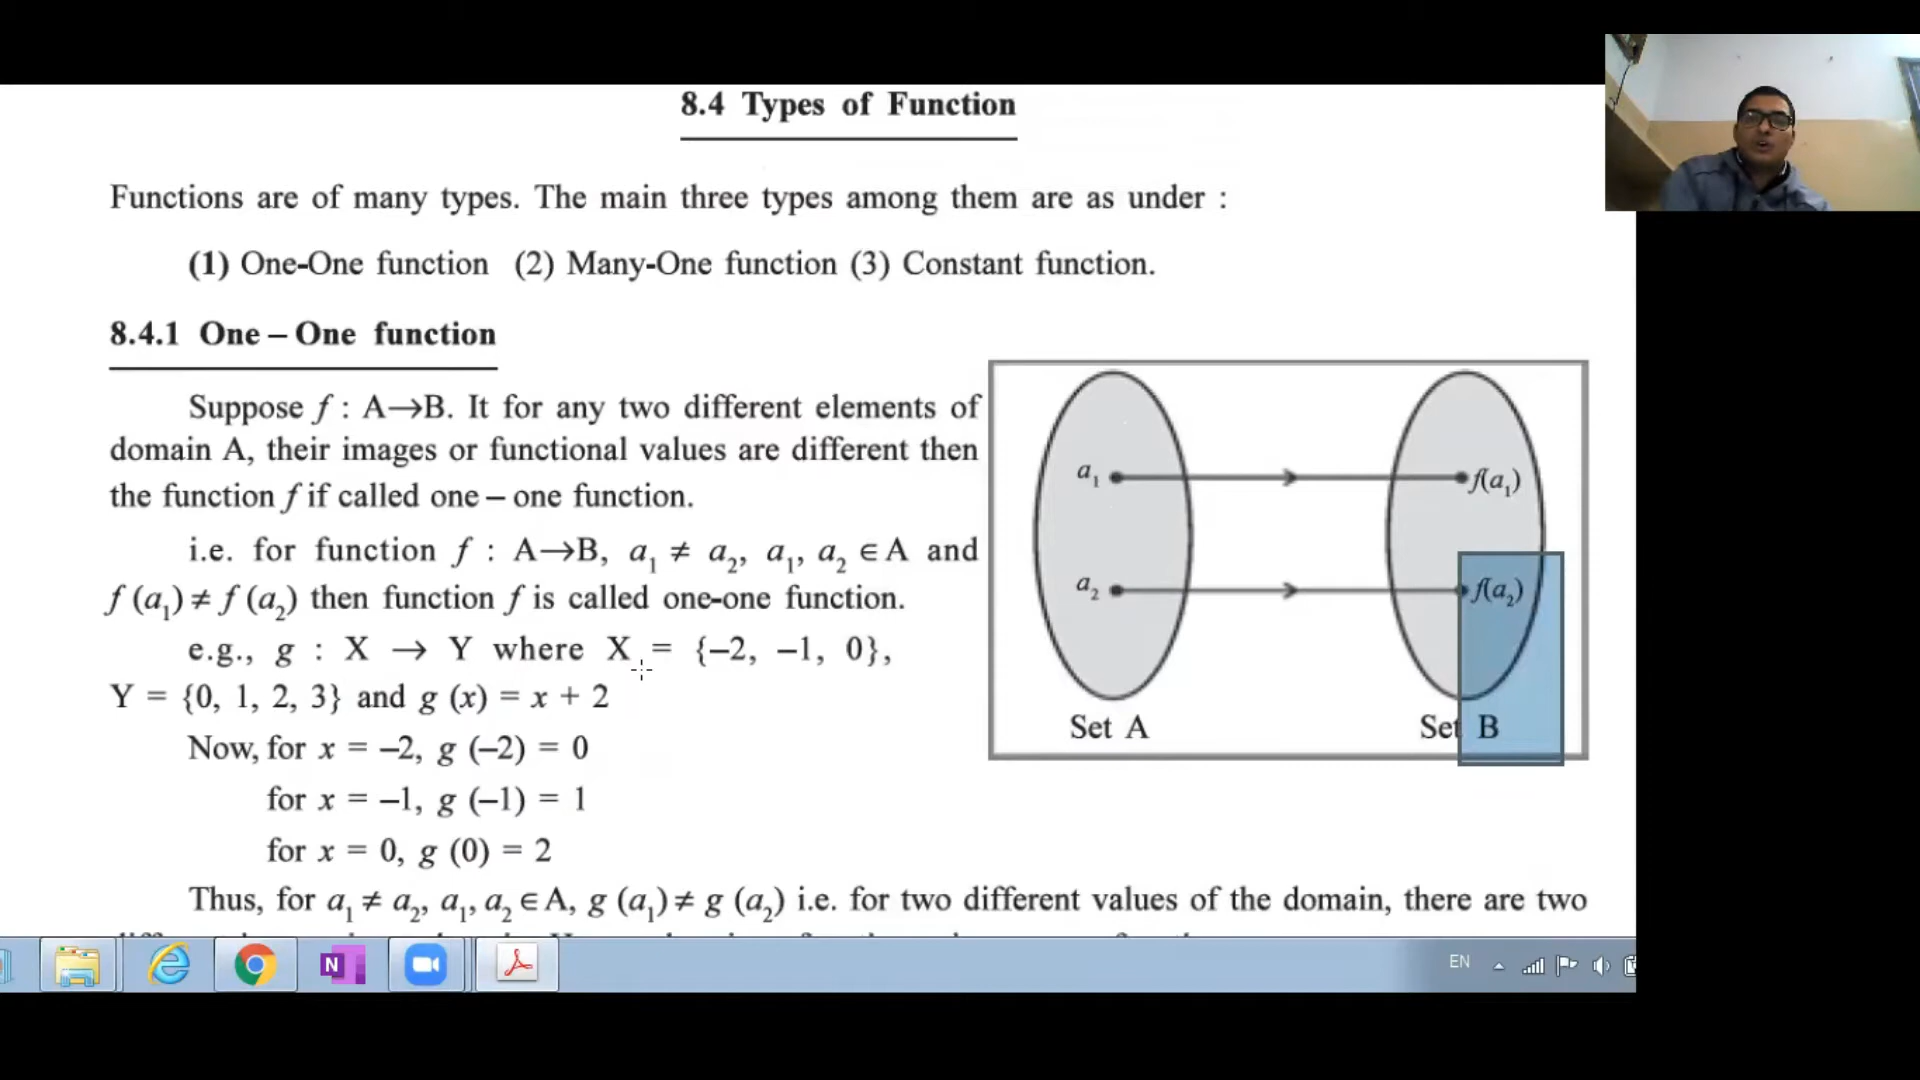 8.4 Types of Function
Functions are of many types. The main three types among them are as under :
(1) One-One function (2) Many-One function (3) Constant function.
8.4.1 One – One function
Suppose f : A→B. It for any two different elements of
domain A, their images or functional values are different then
the function f if called one – one function.
i.e. for function f : A→B, a₁ ≠ a₂, a₁, a₂ ∈ A and
f (a₁) ≠ f (a₂) then function f is called one-one function.
e.g., g : X → Y where X = {–2, –1, 0},
Y = {0, 1, 2, 3} and g (x) = x + 2
Now, for x = –2, g (–2) = 0
for x = –1, g (–1) = 1
for x = 0, g (0) = 2
a₁ f(a₁)
a₂ f(a₂)
Set A Set B
Thus, for a₁ ≠ a₂, a₁, a₂ ∈ A, g (a₁) ≠ g (a₂) i.e. for two different values of the domain, there are two
N
EN